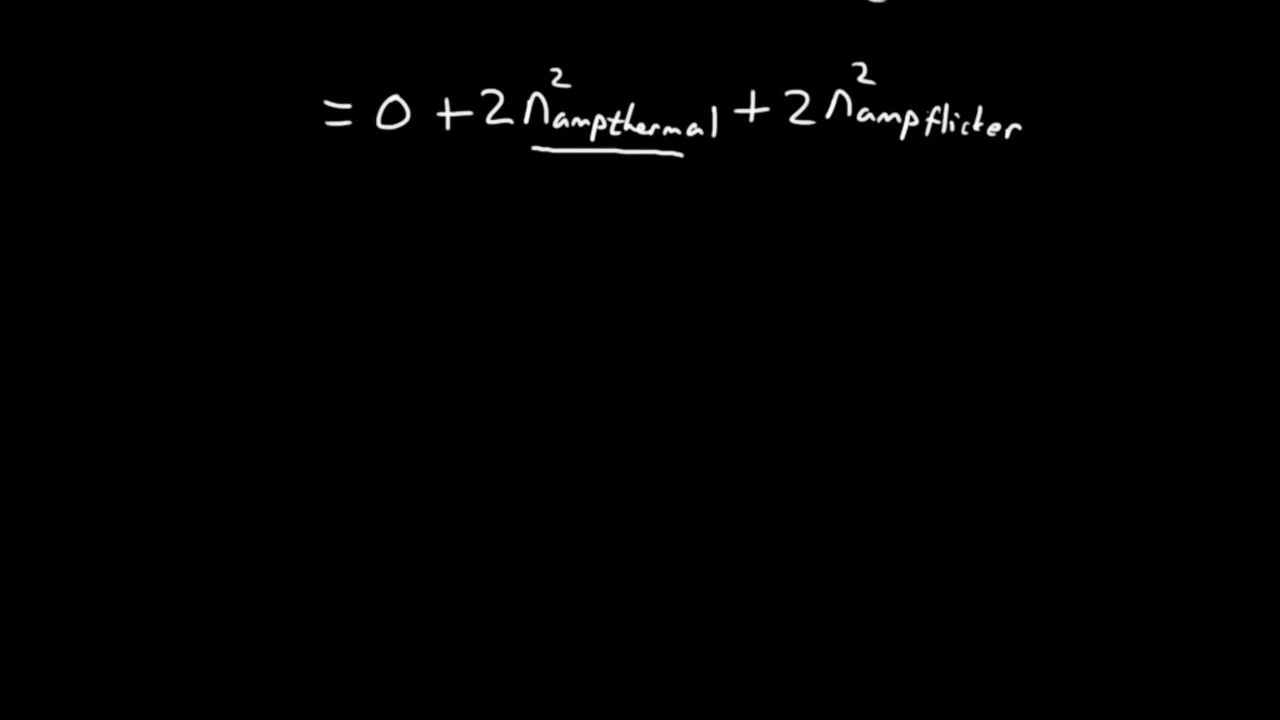 = 0 + 2 n²ampthermal + 2 n²ampflicker